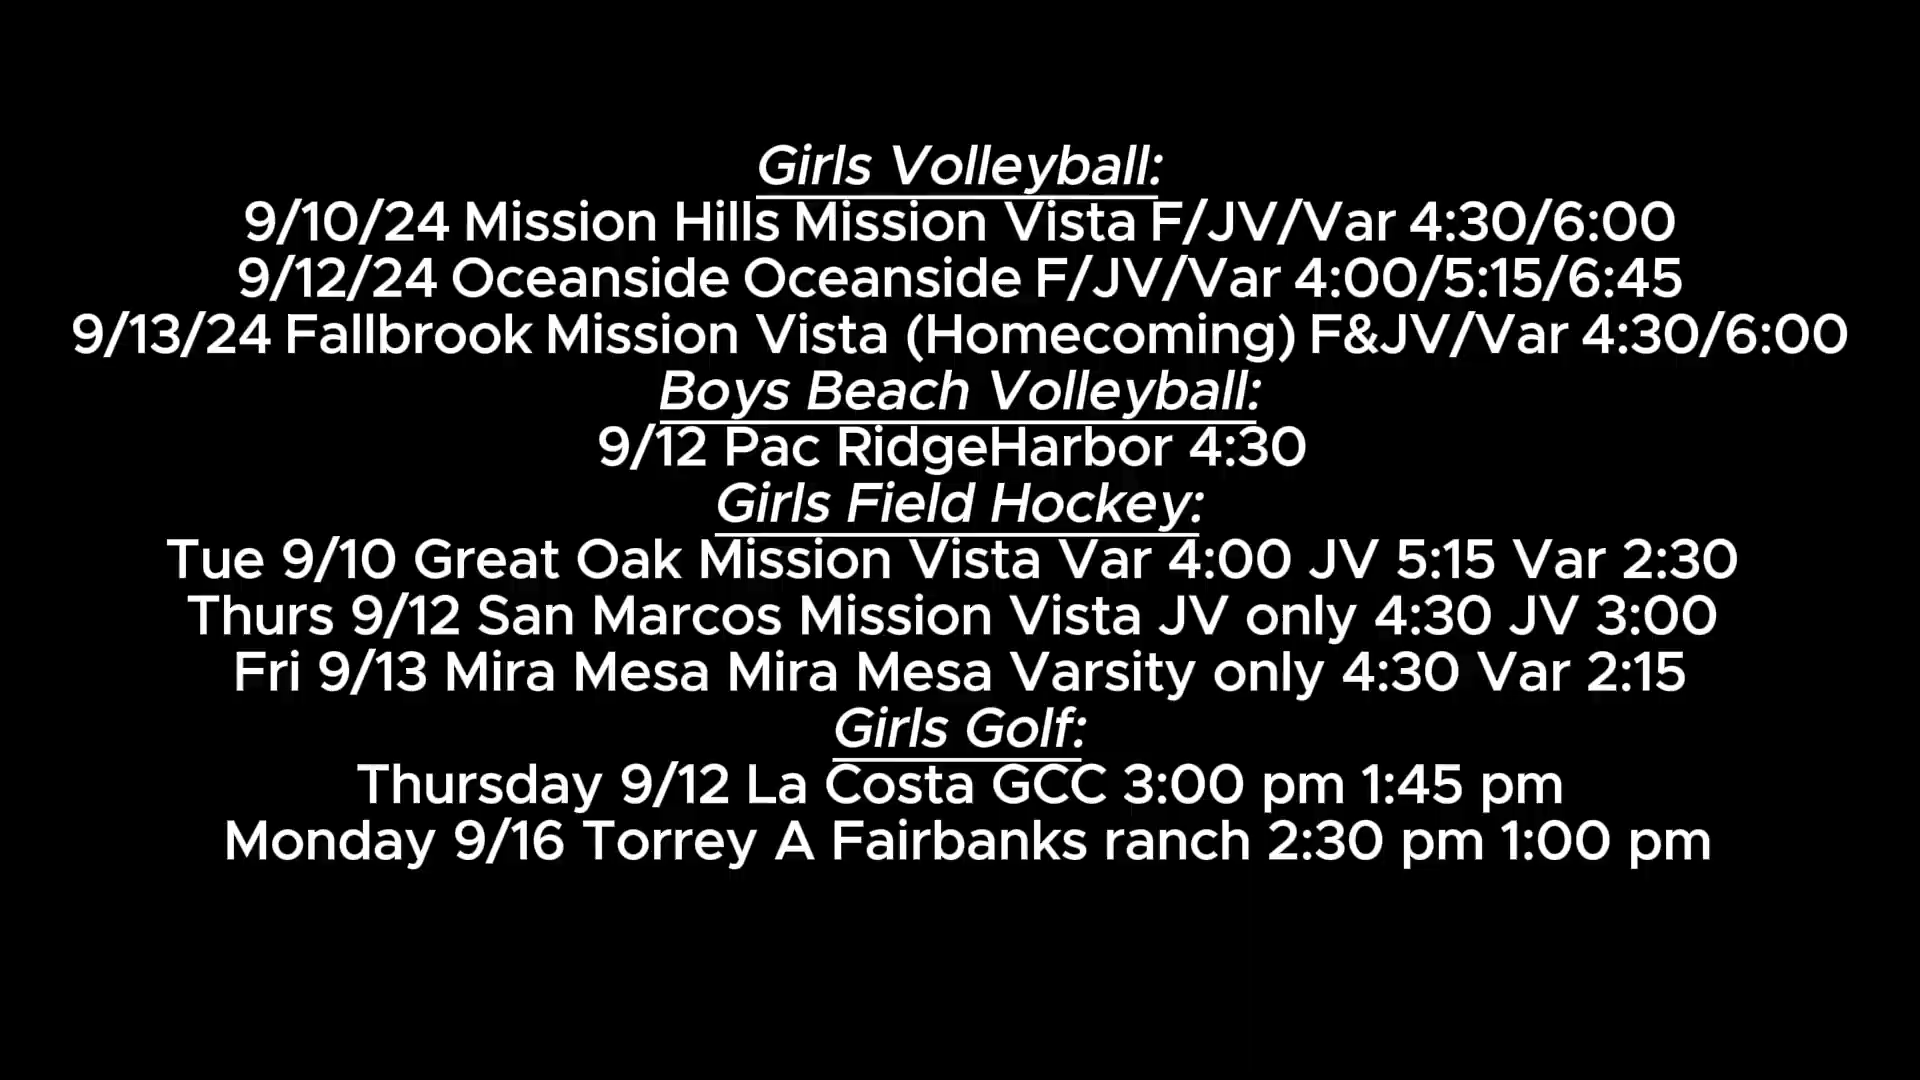 Girls Volleyball:
9/10/24 Mission Hills Mission Vista F/JV/Var 4:30/6:00
9/12/24 Oceanside Oceanside F/JV/Var 4:00/5:15/6:45
9/13/24 Fallbrook Mission Vista (Homecoming) F&JV/Var 4:30/6:00
Boys Beach Volleyball:
9/12 Pac RidgeHarbor 4:30
Girls Field Hockey:
Tue 9/10 Great Oak Mission Vista Var 4:00 JV 5:15 Var 2:30
Thurs 9/12 San Marcos Mission Vista JV only 4:30 JV 3:00
Fri 9/13 Mira Mesa Mira Mesa Varsity only 4:30 Var 2:15
Girls Golf:
Thursday 9/12 La Costa GCC 3:00 pm 1:45 pm
Monday 9/16 Torrey A Fairbanks ranch 2:30 pm 1:00 pm